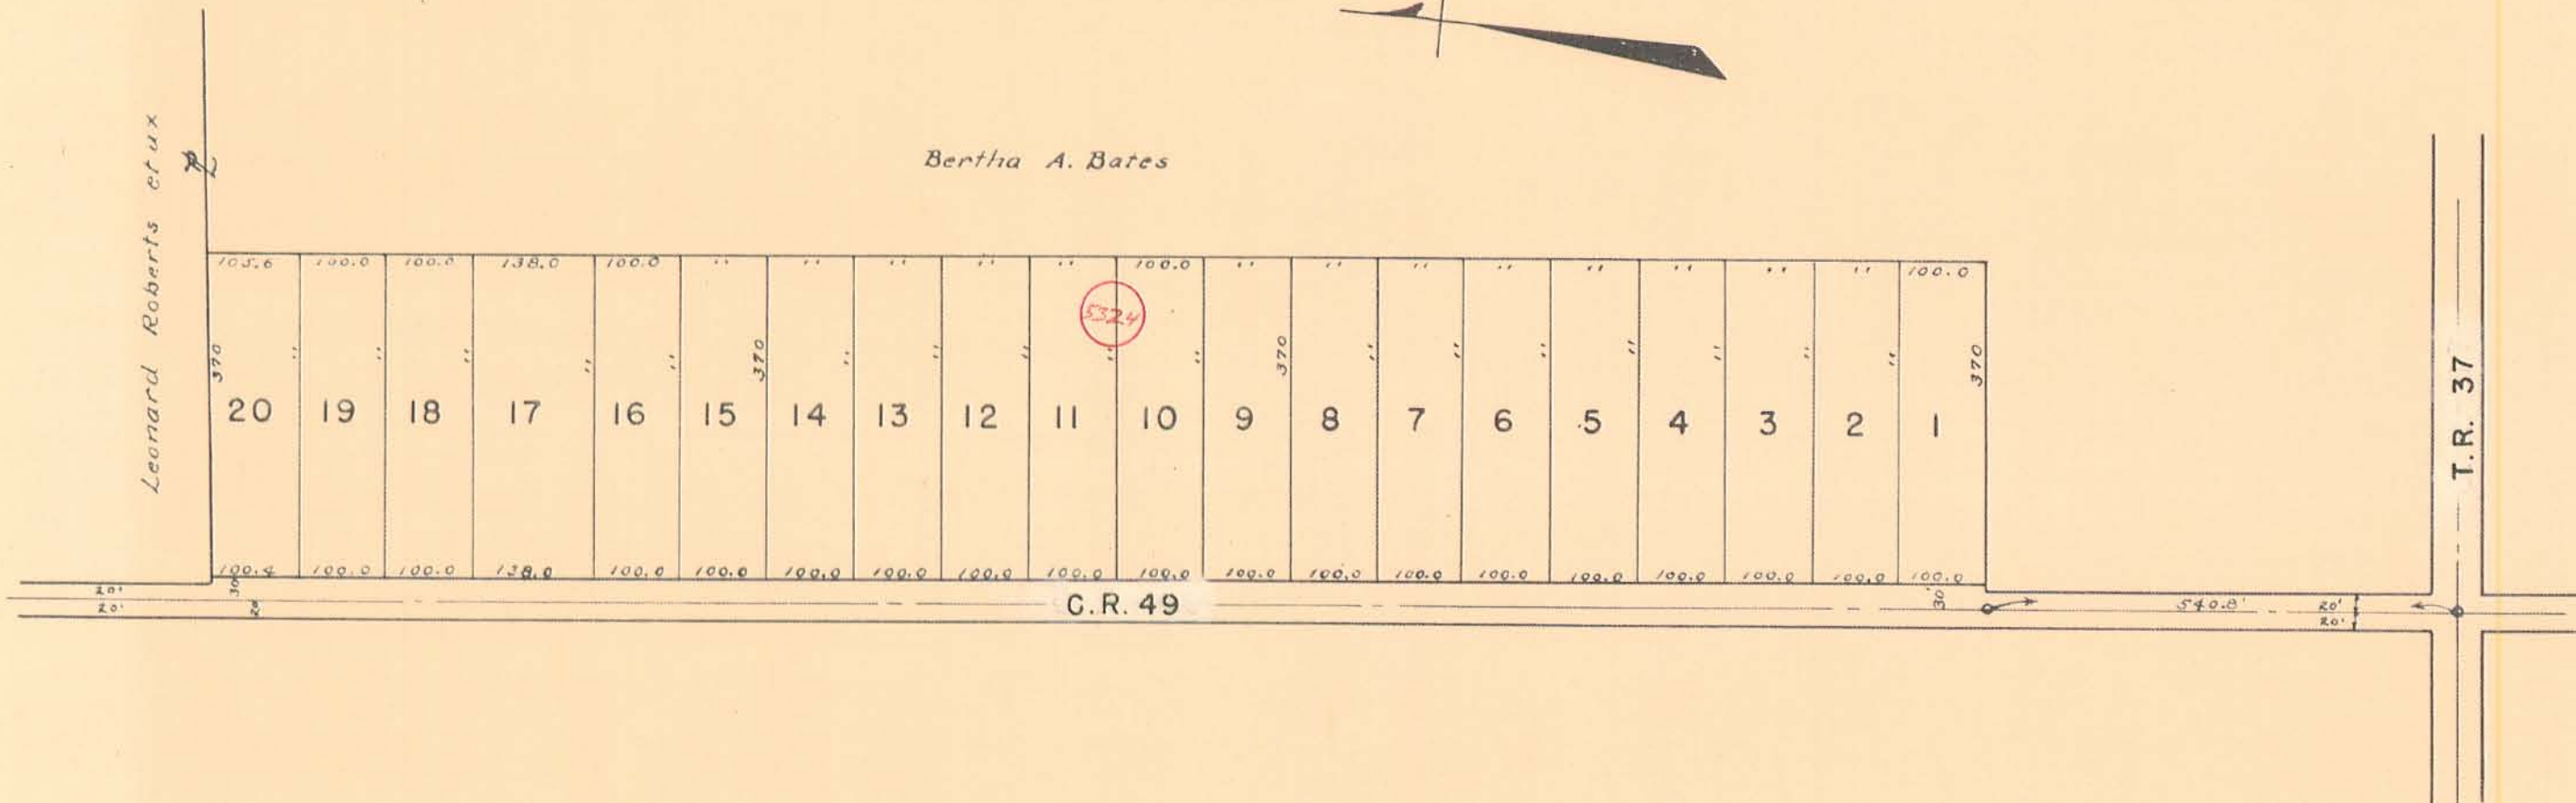 Leonard Roberts et ux
Bertha A. Bates
105.6 100.0 100.0 138.0 100.0 " " " " " 100.0 " " " " " " " " 100.0
5324
370 " " " " " 370 " " " " " 370 " " " " " " " 370
20 19 18 17 16 15 14 13 12 11 10 9 8 7 6 5 4 3 2 1
100.4 100.0 100.0 138.0 100.0 100.0 100.0 100.0 100.0 100.0 100.0 100.0 100.0 100.0 100.0 100.0 100.0 100.0 100.0 100.0
20' 30' 30' 540.8' 20'
20' 20' C.R. 49 20'
T.R. 37